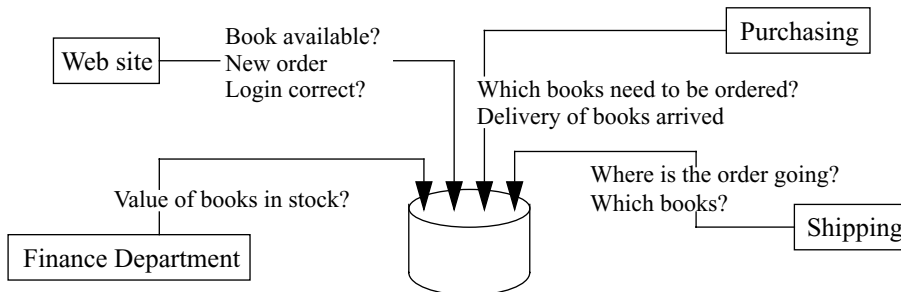 Web site
Book available?
New order
Login correct?
Purchasing
Which books need to be ordered?
Delivery of books arrived
Value of books in stock?
Finance Department
Where is the order going?
Which books?
Shipping